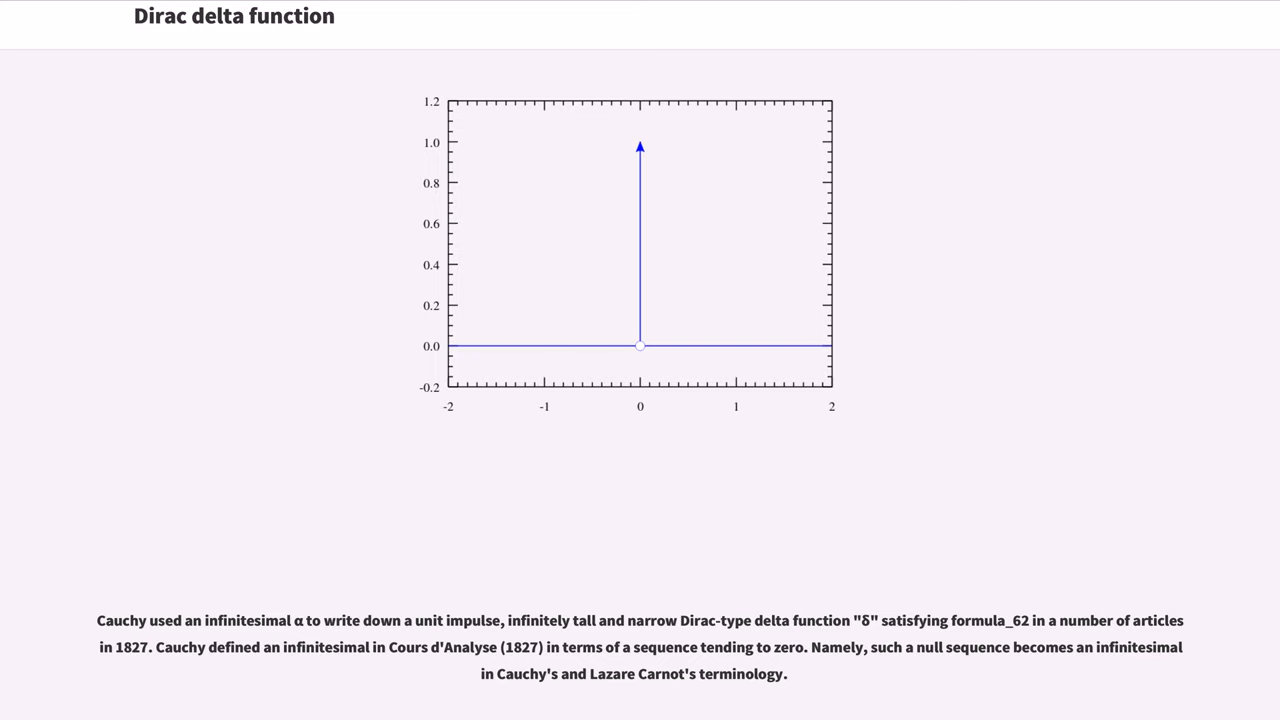 Dirac delta function
1.2
1.0
0.8
0.6
0.4
0.2
0.0
-0.2
-2 -1 0 1 2
Cauchy used an infinitesimal α to write down a unit impulse, infinitely tall and narrow Dirac-type delta function "δ" satisfying formula_62 in a number of articles
in 1827. Cauchy defined an infinitesimal in Cours d'Analyse (1827) in terms of a sequence tending to zero. Namely, such a null sequence becomes an infinitesimal
in Cauchy's and Lazare Carnot's terminology.